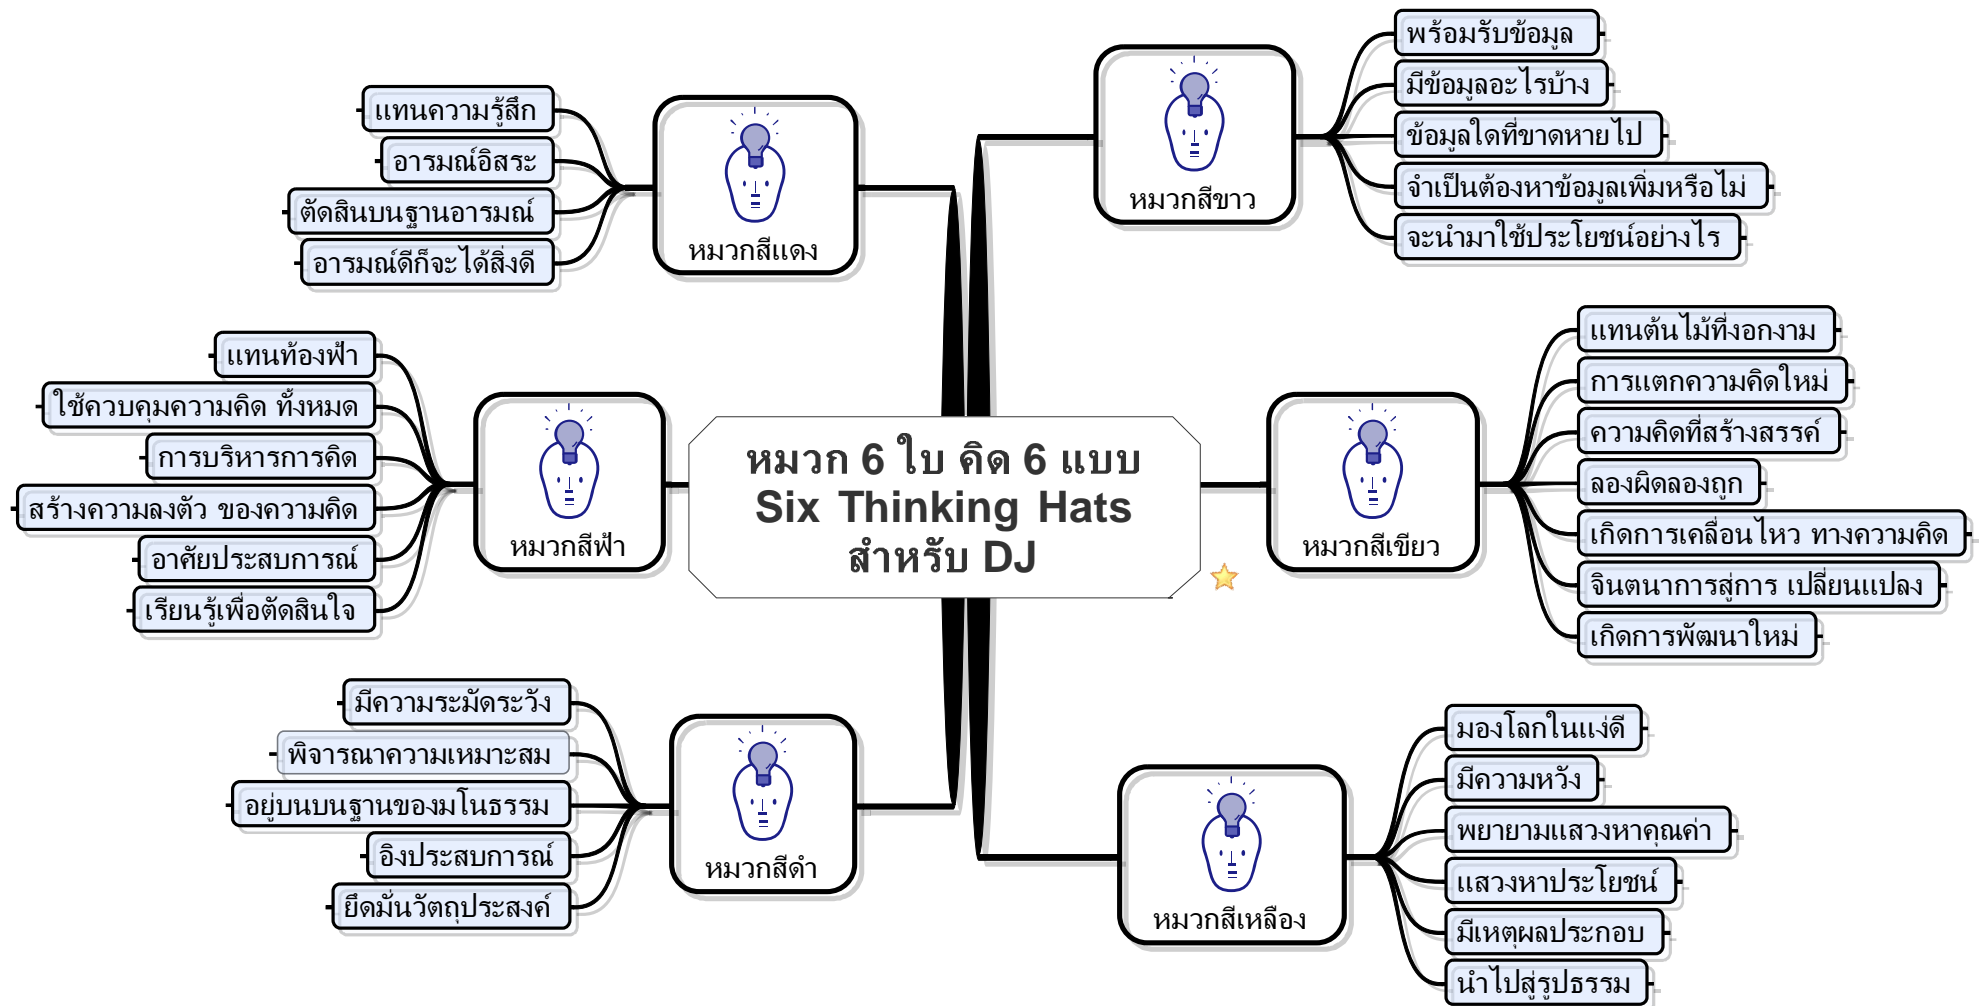 หมวก 6 ใบ คิด 6 แบบ
Six Thinking Hats
สำหรับ DJ
หมวกสีขาว
พร้อมรับข้อมูล
มีข้อมูลอะไรบ้าง
ข้อมูลใดที่ขาดหายไป
จำเป็นต้องหาข้อมูลเพิ่มหรือไม่
จะนำมาใช้ประโยชน์อย่างไร
หมวกสีเขียว
แทนต้นไม้ที่งอกงาม
การแตกความคิดใหม่
ความคิดที่สร้างสรรค์
ลองผิดลองถูก
เกิดการเคลื่อนไหว ทางความคิด
จินตนาการสู่การ เปลี่ยนแปลง
เกิดการพัฒนาใหม่
หมวกสีเหลือง
มองโลกในแง่ดี
มีความหวัง
พยายามแสวงหาคุณค่า
แสวงหาประโยชน์
มีเหตุผลประกอบ
นำไปสู่รูปธรรม
หมวกสีแดง
แทนความรู้สึก
อารมณ์อิสระ
ตัดสินบนฐานอารมณ์
อารมณ์ดีก็จะได้สิ่งดี
หมวกสีฟ้า
แทนท้องฟ้า
ใช้ควบคุมความคิด ทั้งหมด
การบริหารการคิด
สร้างความลงตัว ของความคิด
อาศัยประสบการณ์
เรียนรู้เพื่อตัดสินใจ
หมวกสีดำ
มีความระมัดระวัง
พิจารณาความเหมาะสม
อยู่บนบนฐานของมโนธรรม
อิงประสบการณ์
ยึดมั่นวัตถุประสงค์